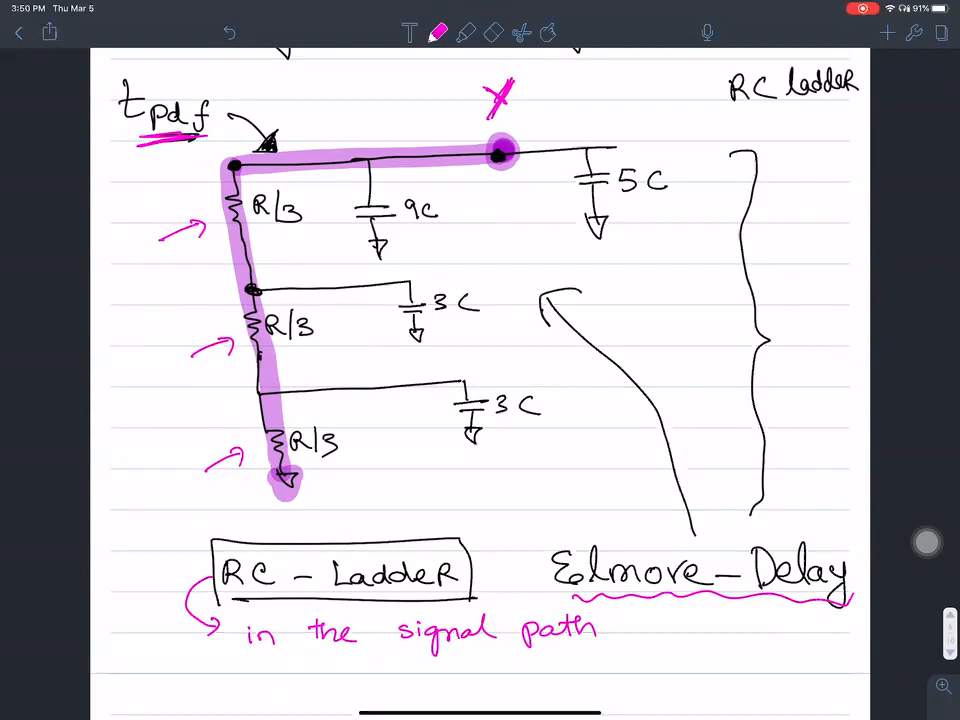 3:50 PM Thu Mar 5
91%
RC ladder
tpdf
R/3
9C
5C
R/3
3C
R/3
3C
RC - Ladder
Elmore - Delay
in the signal path